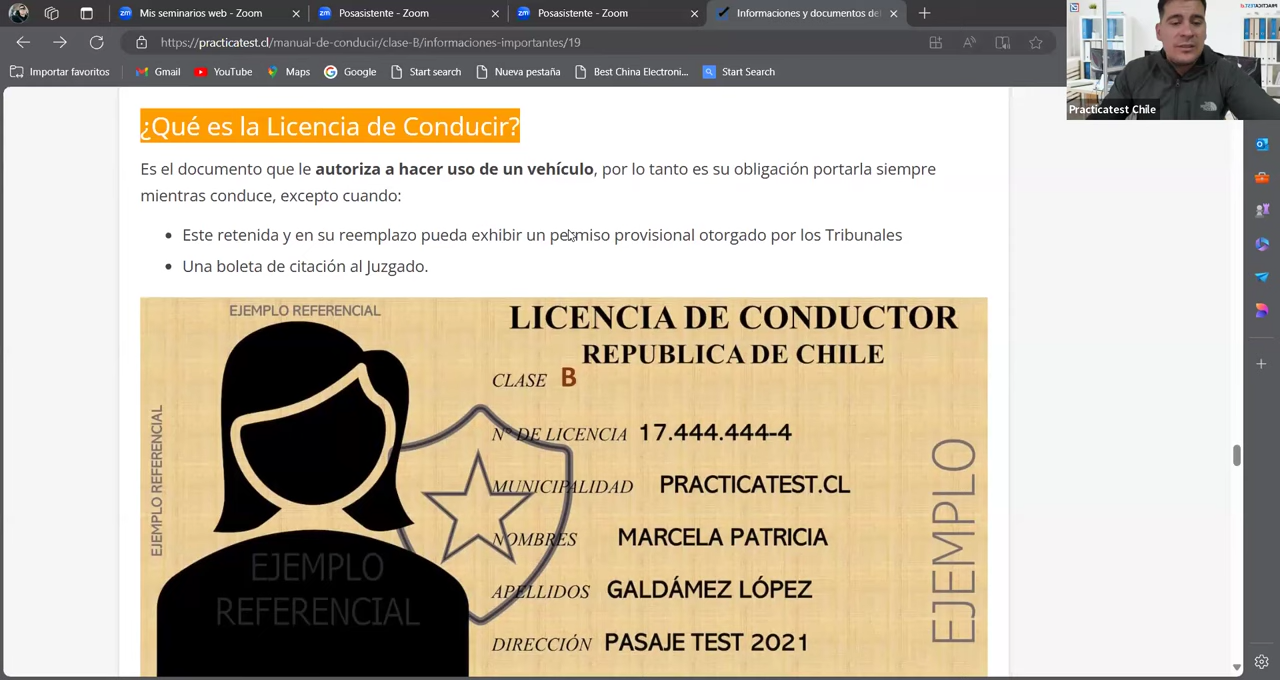 Mis seminarios web - Zoom
Posasistente - Zoom
Posasistente - Zoom
Informaciones y documentos del
https://practicatest.cl/manual-de-conducir/clase-B/informaciones-importantes/19
Importar favoritos
Gmail
YouTube
Maps
Google
Start search
Nueva pestaña
Best China Electroni...
Start Search
Practicatest Chile
¿Qué es la Licencia de Conducir?
Es el documento que le autoriza a hacer uso de un vehículo, por lo tanto es su obligación portarla siempre
mientras conduce, excepto cuando:
• Este retenida y en su reemplazo pueda exhibir un permiso provisional otorgado por los Tribunales
• Una boleta de citación al Juzgado.
EJEMPLO REFERENCIAL
LICENCIA DE CONDUCTOR
REPUBLICA DE CHILE
CLASE B
N° DE LICENCIA 17.444.444-4
MUNICIPALIDAD PRACTICATEST.CL
NOMBRES MARCELA PATRICIA
APELLIDOS GALDÁMEZ LÓPEZ
DIRECCIÓN PASAJE TEST 2021
EJEMPLO REFERENCIAL
EJEMPLO
REFERENCIAL
EJEMPLO